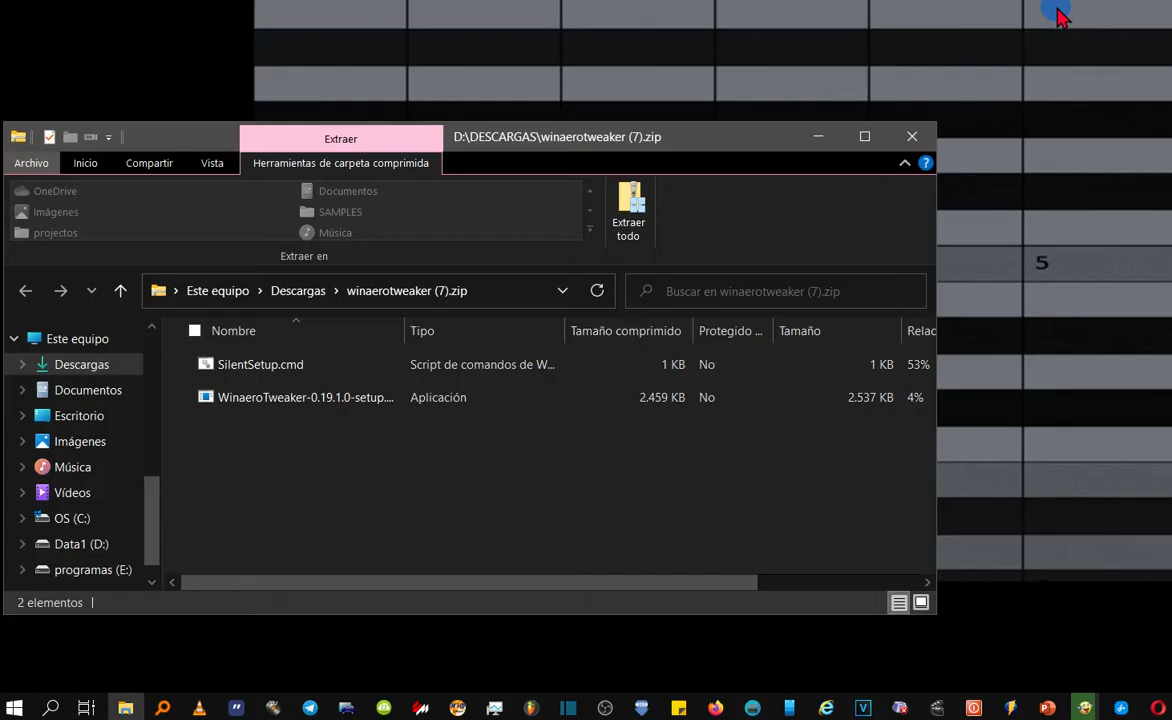 Extraer
D:\DESCARGAS\winaerotweaker (7).zip
Archivo Inicio Compartir Vista Herramientas de carpeta comprimida
OneDrive Documentos
Imágenes SAMPLES
projectos Música
Extraer todo
Extraer en
Este equipo Descargas winaerotweaker (7).zip Buscar en winaerotweaker (7).zip
5
Nombre Tipo Tamaño comprimido Protegido ... Tamaño Relac
SilentSetup.cmd Script de comandos de W... 1 KB No 1 KB 53%
WinaeroTweaker-0.19.1.0-setup.... Aplicación 2.459 KB No 2.537 KB 4%
Este equipo
Descargas
Documentos
Escritorio
Imágenes
Música
Vídeos
OS (C:)
Data1 (D:)
programas (E:)
2 elementos